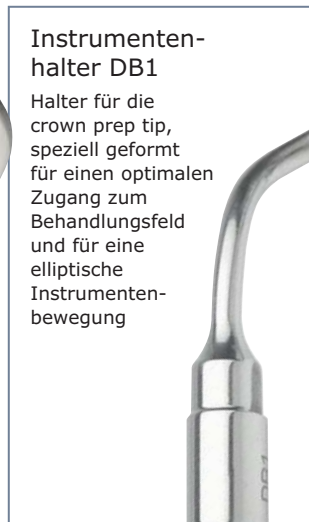 Instrumenten-
halter DB1
Halter für die
crown prep tip,
speziell geformt
für einen optimalen
Zugang zum
Behandlungsfeld
und für eine
elliptische
Instrumenten-
bewegung
DB1